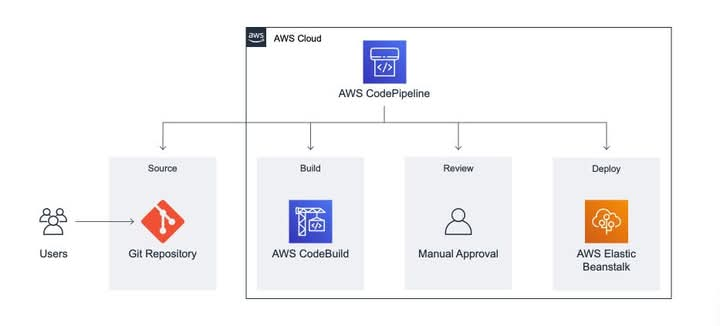 aws
AWS Cloud
AWS CodePipeline
Source
Build
Review
Deploy
Users
Git Repository
AWS CodeBuild
Manual Approval
AWS Elastic
Beanstalk